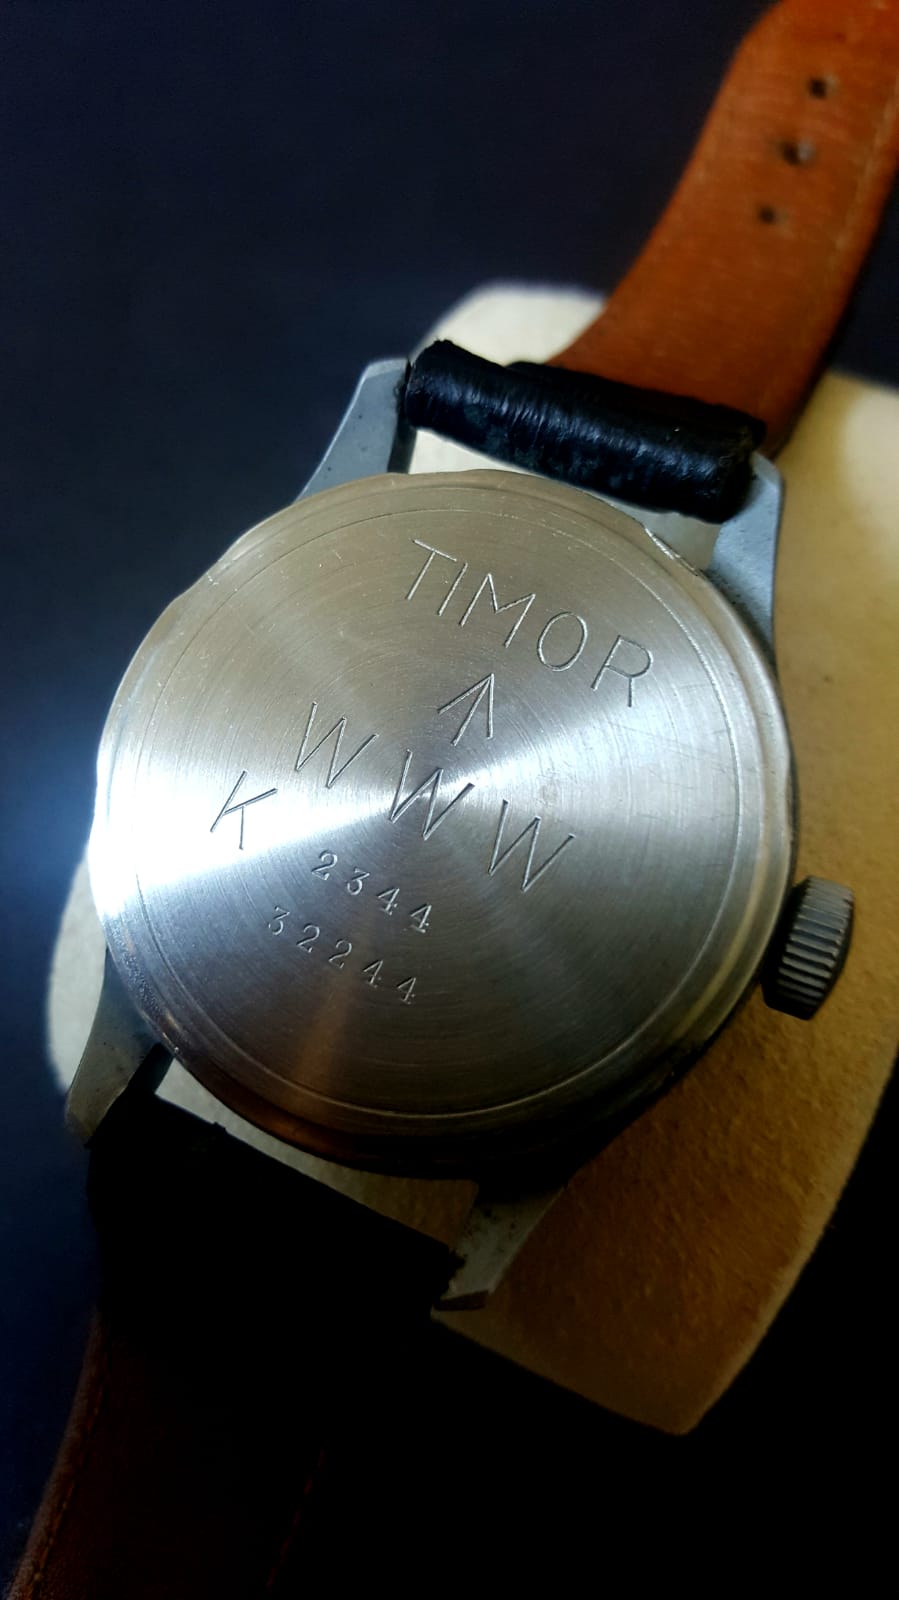 TIMOR
↑
W W W
K 2344
32244